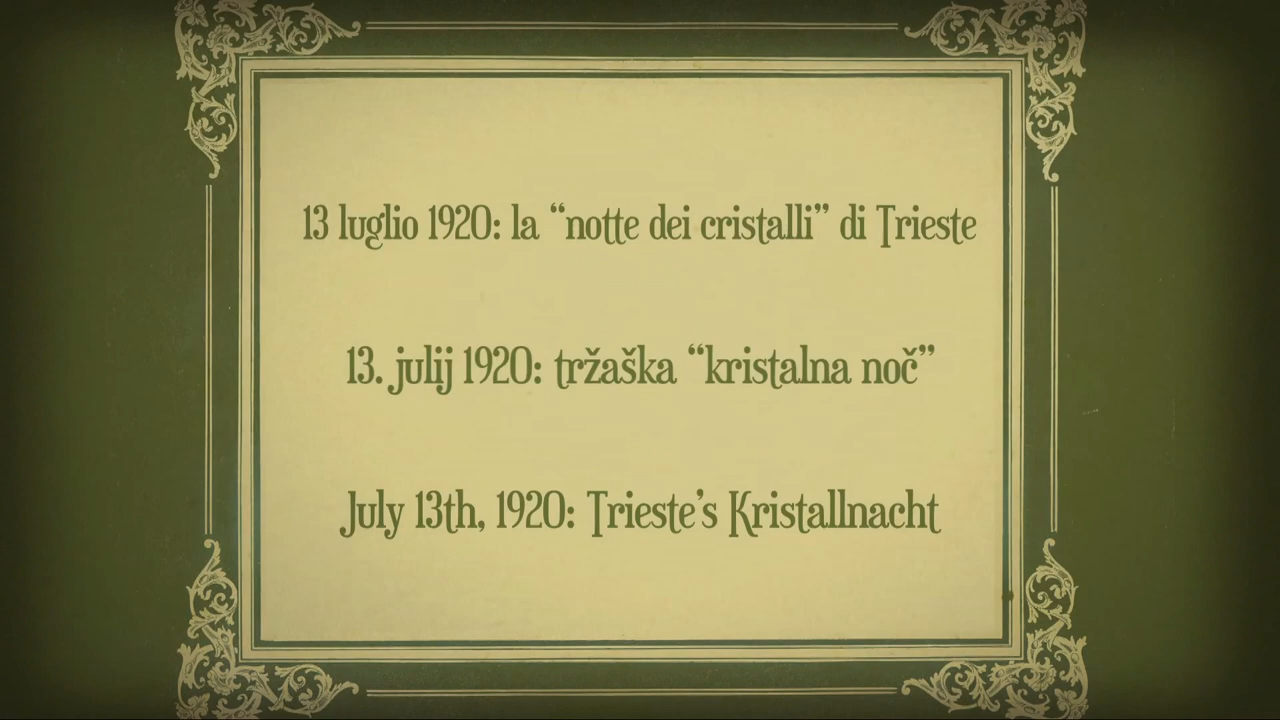 13 luglio 1920: la “notte dei cristalli” di Trieste
13. julij 1920: tržaška “kristalna noč”
July 13th, 1920: Trieste’s Kristallnacht